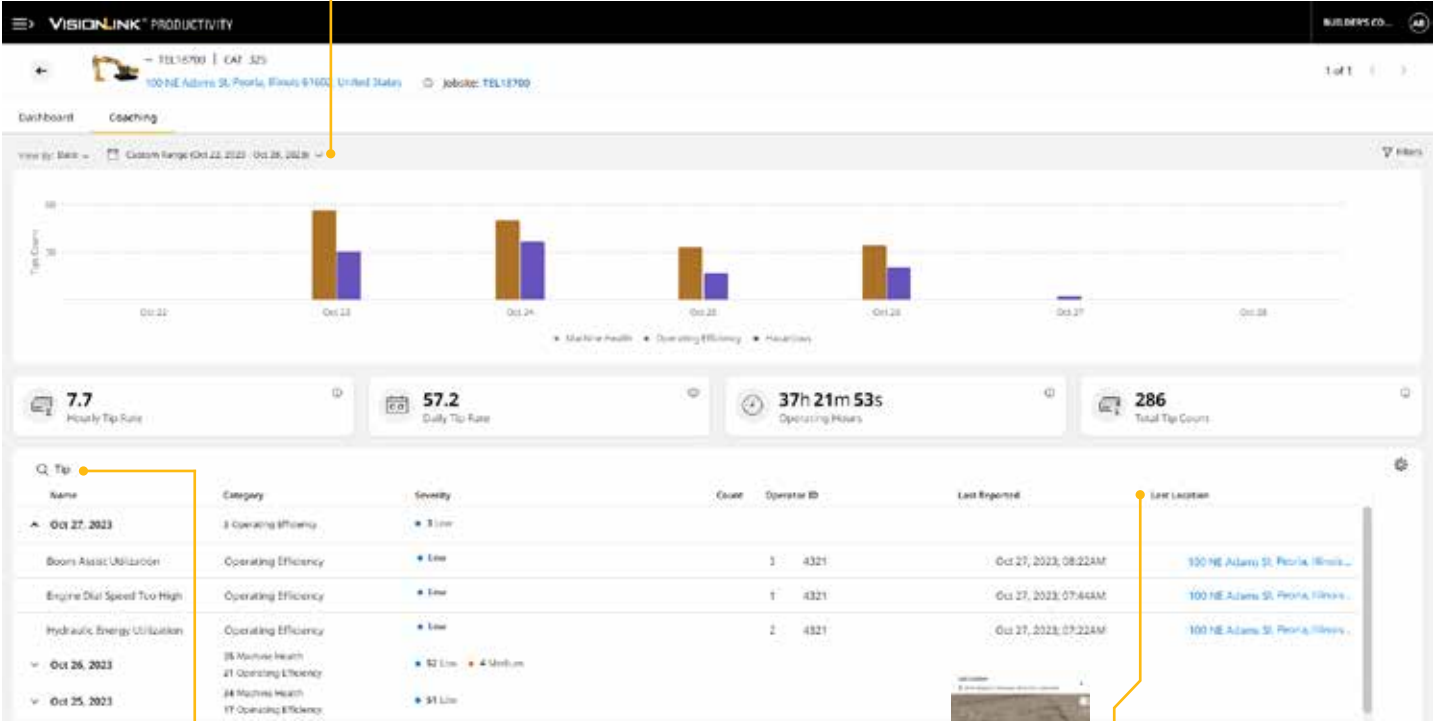 VISIONLINK™ PRODUCTIVITY
BUILDER'S CO... AB
— TEL18700 | CAT 325
100 NE Adams St, Peoria, Illinois 61602, United States Jobsite: TEL18700
1 of 1
Dashboard Coaching
View By: Date Custom Range (Oct 22, 2023 - Oct 28, 2023)
Filters
60
Tips Count
30
Oct 22 Oct 23 Oct 24 Oct 25 Oct 26 Oct 27 Oct 28
Machine Health Operating Efficiency Hazardous
7.7
Hourly Tip Rate
57.2
Daily Tip Rate
37h 21m 53s
Operating Hours
286
Total Tip Count
Tip
Name Category Severity Count Operator ID Last Reported Last Location
Oct 27, 2023 3 Operating Efficiency 3 Low
Boom Assist Utilization Operating Efficiency Low 3 4321 Oct 27, 2023; 08:22AM 100 NE Adams St, Peoria, Illinois...
Engine Dial Speed Too High Operating Efficiency Low 1 4321 Oct 27, 2023; 07:44AM 100 NE Adams St, Peoria, Illinois...
Hydraulic Energy Utilization Operating Efficiency Low 2 4321 Oct 27, 2023; 07:22AM 100 NE Adams St, Peoria, Illinois...
Oct 26, 2023 35 Machine Health 52 Low 4 Medium
21 Operating Efficiency
Oct 25, 2023 34 Machine Health 51 Low
17 Operating Efficiency